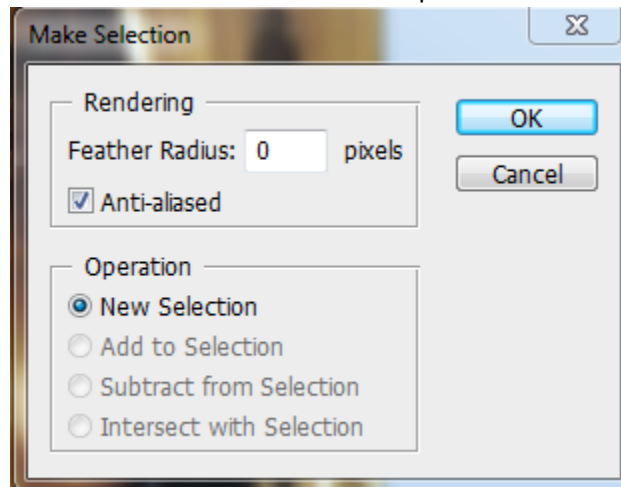 Make Selection
Rendering
Feather Radius: 0 pixels
Anti-aliased
OK
Cancel
Operation
New Selection
Add to Selection
Subtract from Selection
Intersect with Selection